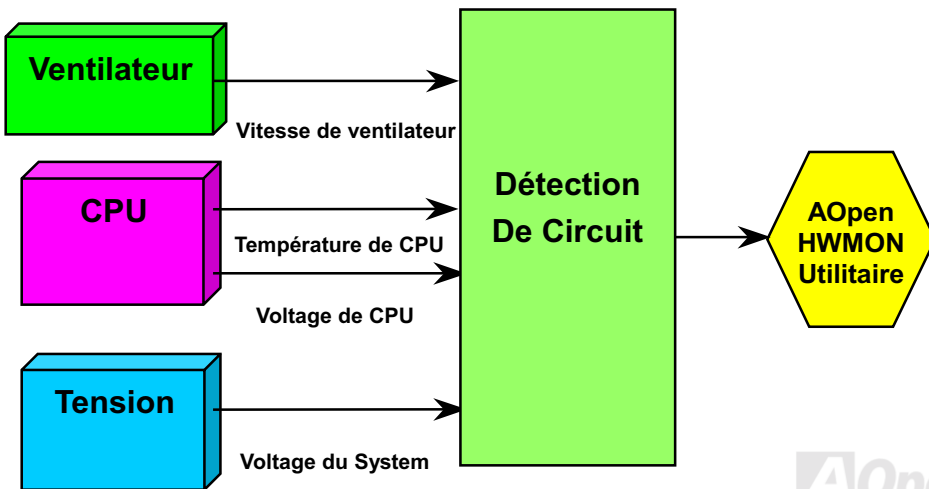 Ventilateur
Vitesse de ventilateur
CPU
Température de CPU
Voltage de CPU
Tension
Voltage du System
Détection
De Circuit
AOpen
HWMON
Utilitaire